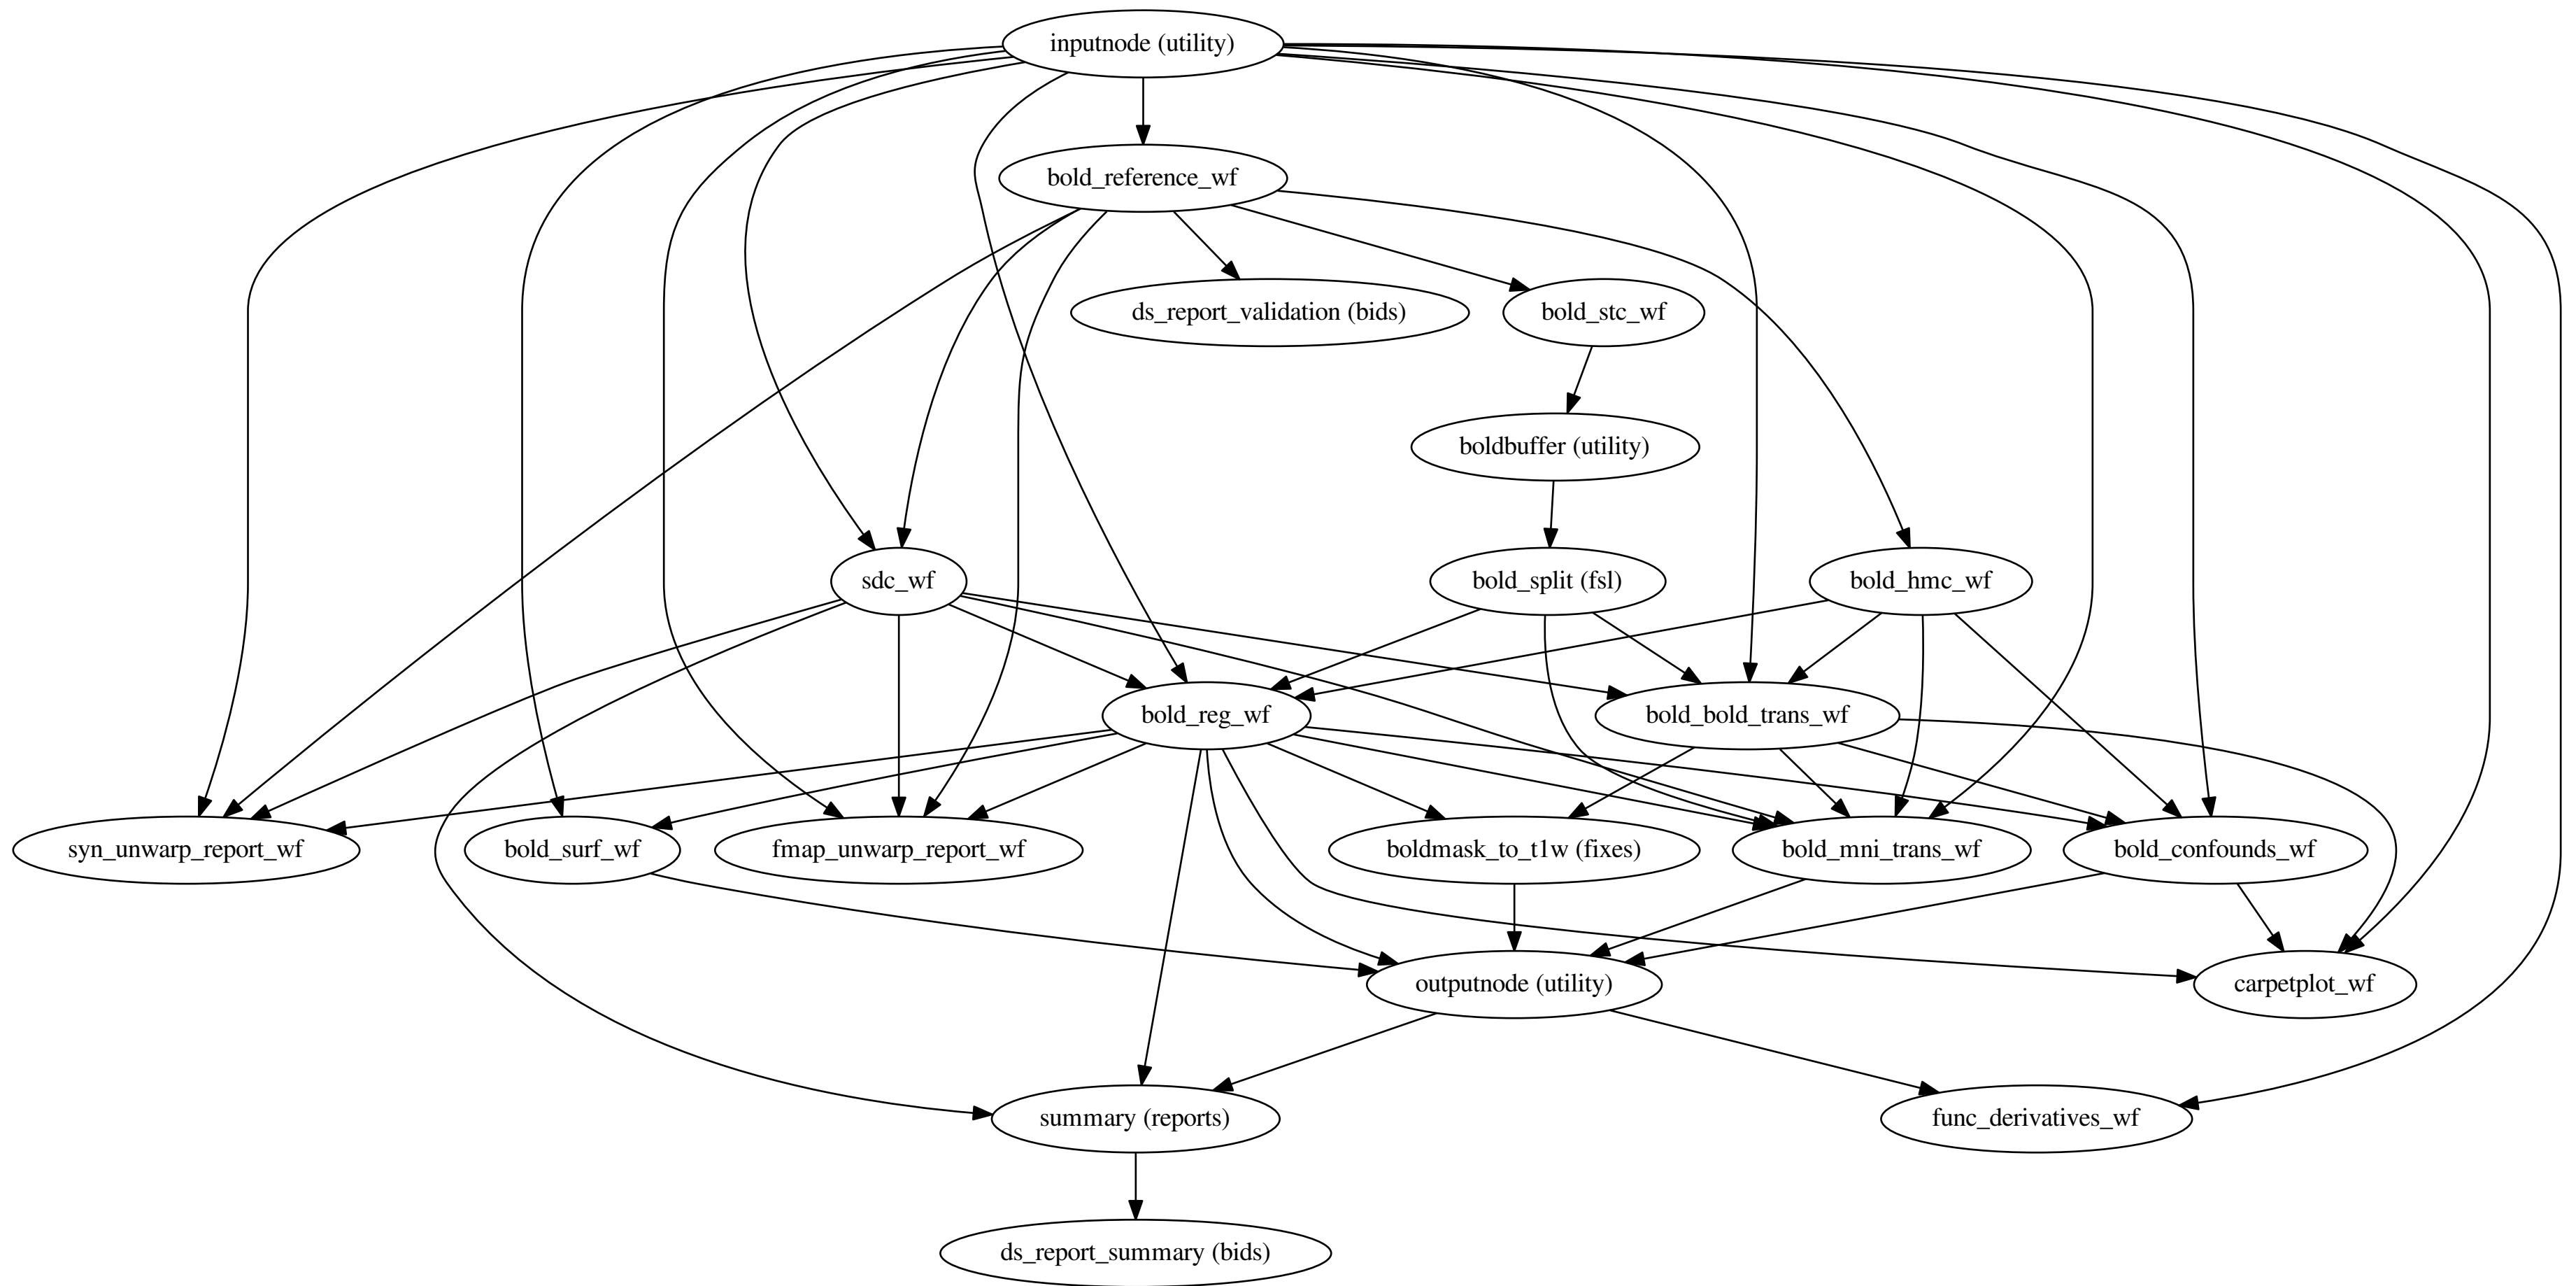 inputnode (utility)
bold_reference_wf
ds_report_validation (bids)
bold_stc_wf
boldbuffer (utility)
sdc_wf
bold_split (fsl)
bold_hmc_wf
bold_reg_wf
bold_bold_trans_wf
syn_unwarp_report_wf
bold_surf_wf
fmap_unwarp_report_wf
boldmask_to_t1w (fixes)
bold_mni_trans_wf
bold_confounds_wf
outputnode (utility)
carpetplot_wf
summary (reports)
func_derivatives_wf
ds_report_summary (bids)